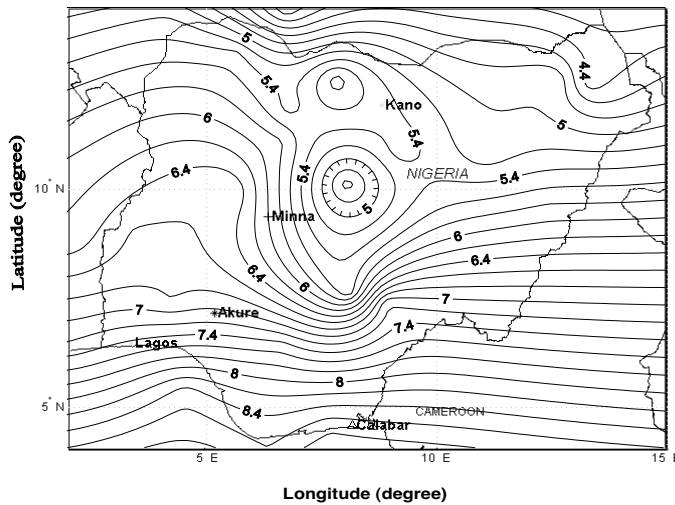 5
4.4
5.4
Kano
6
5
5.4
5.4
6.4
NIGERIA
5.4
10° N
5
Minna
6
6.4
6.4
6
7
7
Akure
7.4
7.4
Lagos
8
8
5° N
8.4
CAMEROON
Calabar
5 E
10 E
15 E
Latitude (degree)
Longitude (degree)